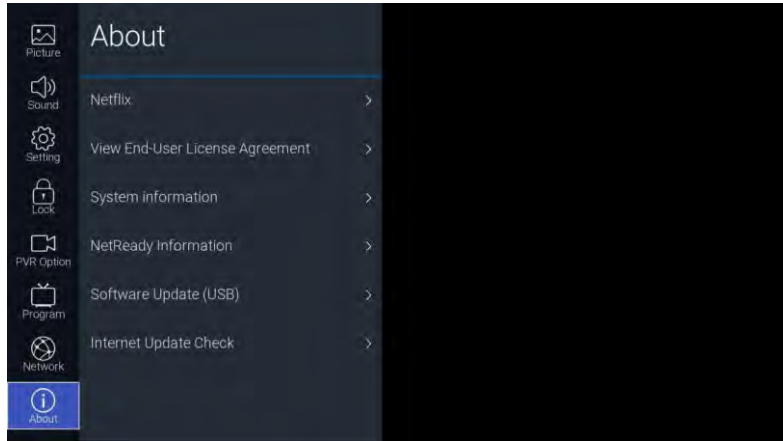 Picture
Sound
Setting
Lock
PVR Option
Program
Network
About
About
Netflix
View End-User License Agreement
System information
NetReady Information
Software Update (USB)
Internet Update Check